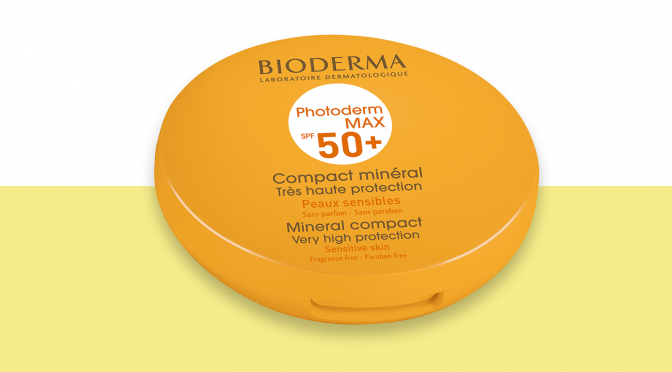 BIODERMA
LABORATOIRE DERMATOLOGIQUE
Photoderm
MAX
SPF 50+
Compact minéral
Très haute protection
Peaux sensibles
Sans parfum - Sans paraben
Mineral compact
Very high protection
Sensitive skin
Fragrance free - Paraben free